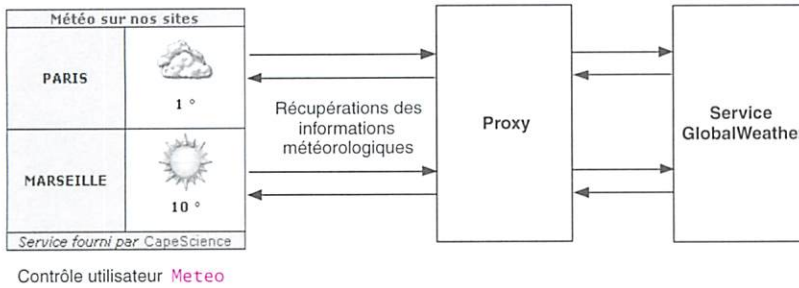 Météo sur nos sites
PARIS
1 °
MARSEILLE
10 °
Service fourni par CapeScience
Récupérations des
informations
météorologiques
Proxy
Service
GlobalWeather
Contrôle utilisateur Meteo